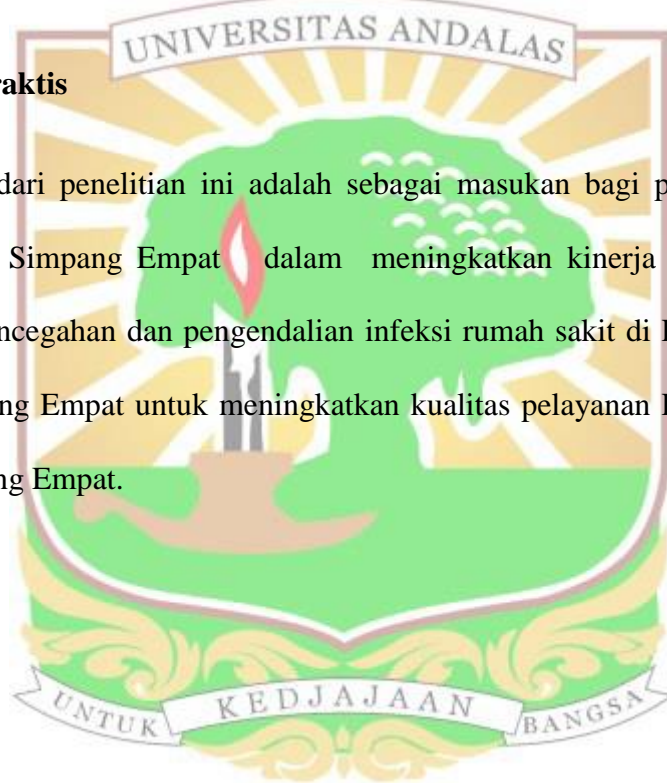 UNIVERSITAS ANDALAS
raktis
dari penelitian ini adalah sebagai masukan bagi p
Simpang Empat dalam meningkatkan kinerja
ncegahan dan pengendalian infeksi rumah sakit di
ng Empat untuk meningkatkan kualitas pelayanan
ng Empat.
UNTUK KEDJAJAAN BANGSA